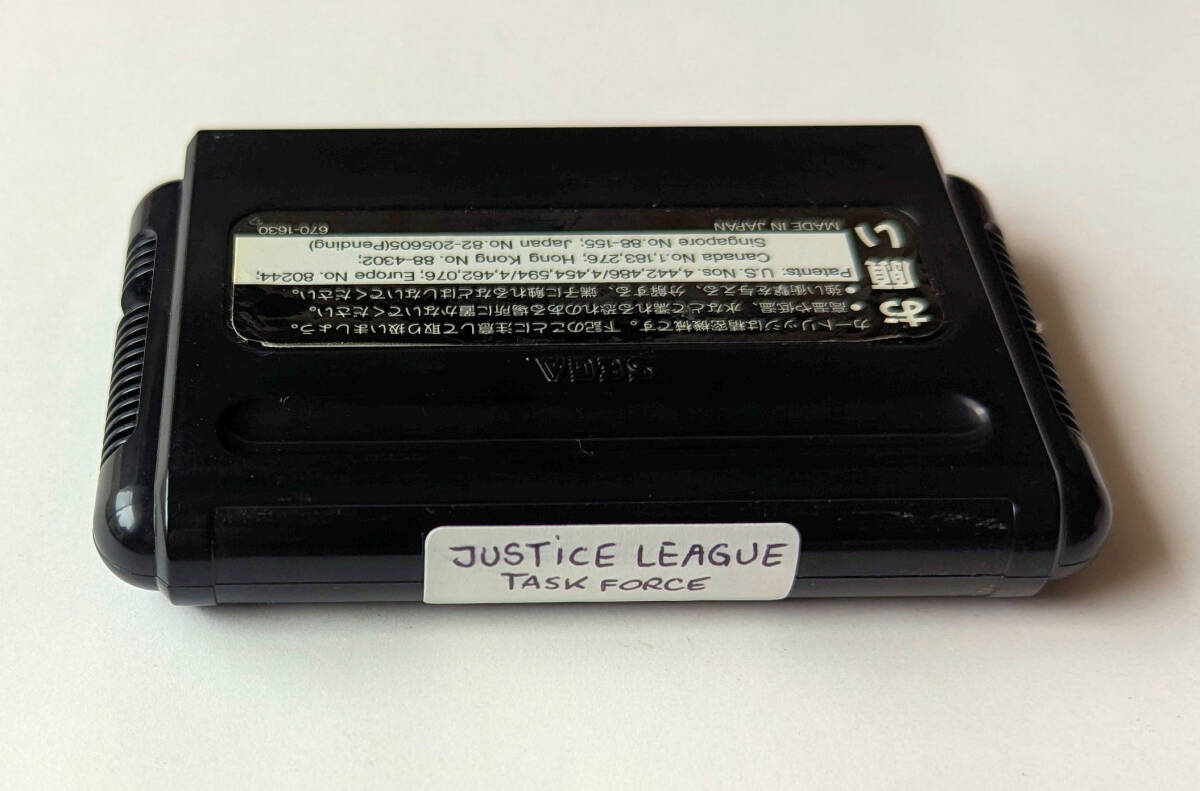 お願い
カートリッジは精密機械です。下記のことに注意して取り扱いましょう。
• 高温や低温、水などで濡れる恐れのある場所に置かないでください。
• 強い衝撃を与える、分解する、端子に触れるなどはしないでください。
Patents: U.S. Nos. 4,442,486/4,454,594/4,462,076; Europe No. 80244;
Canada No.1,183,276; Hong Kong No. 88-4302;
Singapore No.88-155; Japan No.82-205605(Pending)
MADE IN JAPAN 670-1630
SEGA
JUSTiCE LEAGUE
TASK FORCE